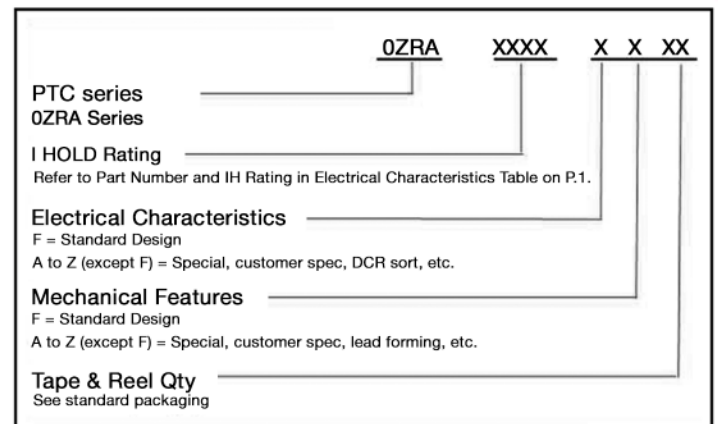 0ZRA XXXX X X XX
PTC series
0ZRA Series
I HOLD Rating
Refer to Part Number and IH Rating in Electrical Characteristics Table on P.1.
Electrical Characteristics
F = Standard Design
A to Z (except F) = Special, customer spec, DCR sort, etc.
Mechanical Features
F = Standard Design
A to Z (except F) = Special, customer spec, lead forming, etc.
Tape & Reel Qty
See standard packaging